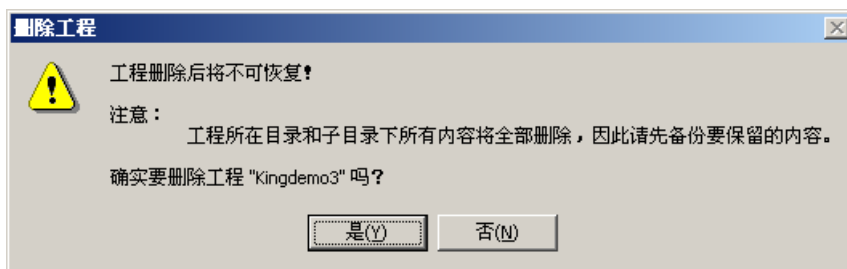 删除工程
工程删除后将不可恢复!
注意：
工程所在目录和子目录下所有内容将全部删除，因此请先备份要保留的内容。
确实要删除工程 "Kingdemo3" 吗?
是(Y) 否(N)